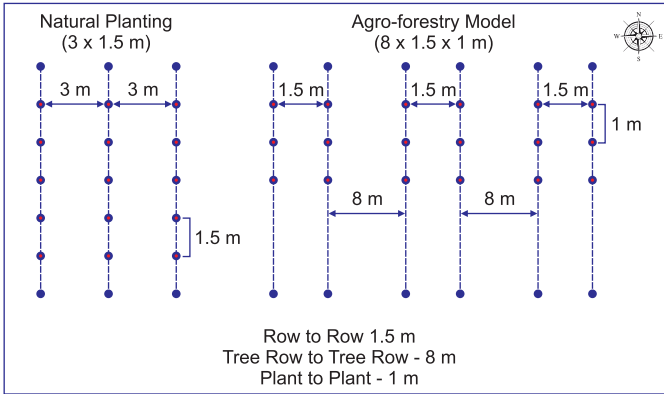 Natural Planting
(3 x 1.5 m)
3 m
3 m
1.5 m
Agro-forestry Model
(8 x 1.5 x 1 m)
1.5 m
1.5 m
1.5 m
1 m
8 m
8 m
N
W
E
S
Row to Row 1.5 m
Tree Row to Tree Row - 8 m
Plant to Plant - 1 m